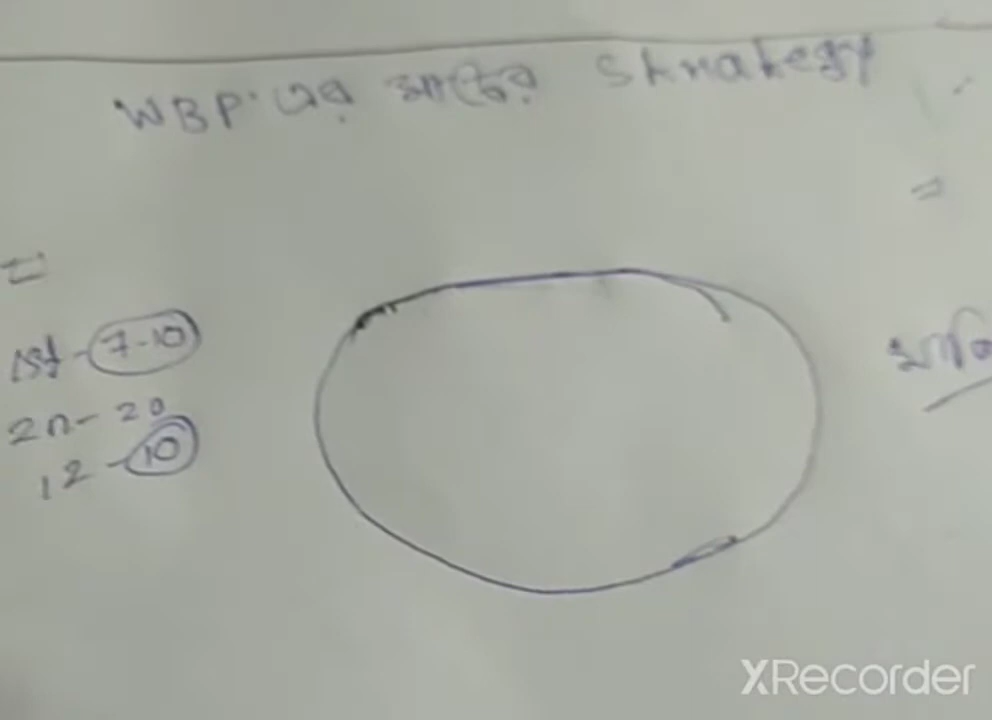 WBP এর মাঠের Strategy
=
=
1st - 7-10
2n - 20
12 - 10
XRecorder